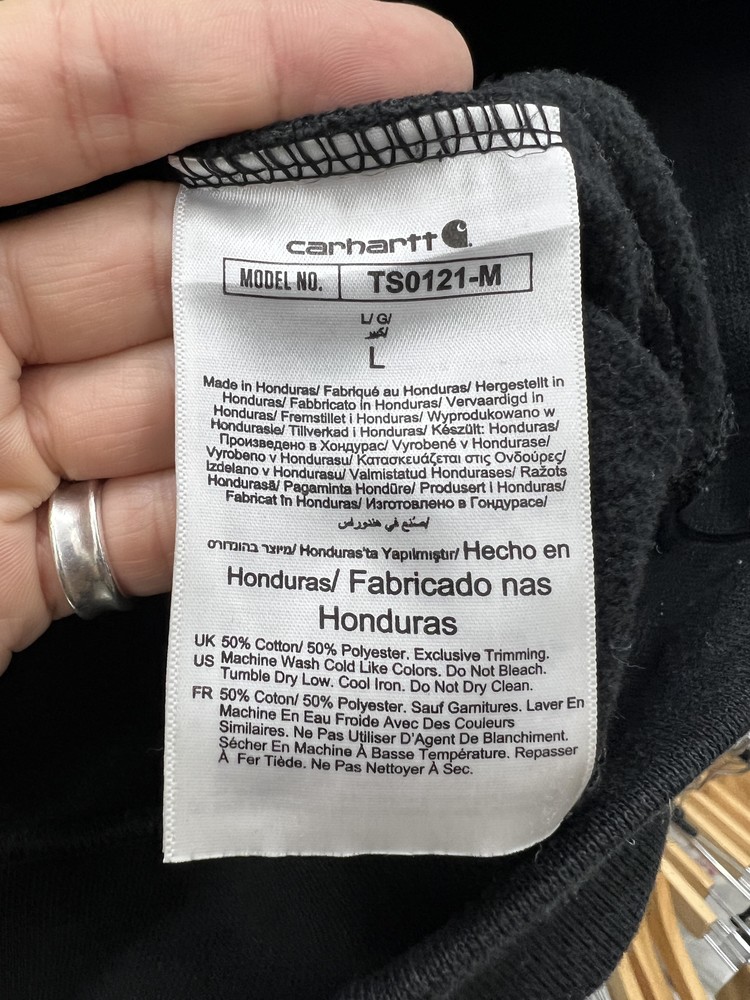 carhartt
MODEL NO. TS0121-M
L/ G/
كبير/
L
Made in Honduras/ Fabriqué au Honduras/ Hergestellt in
Honduras/ Fabbricato in Honduras/ Vervaardigd in
Honduras/ Fremstillet i Honduras/ Wyprodukowano w
Hondurasie/ Tillverkad i Honduras/ Készült: Honduras/
Произведено в Хондурас/ Vyrobené v Hondurase/
Vyrobeno v Hondurasu/ Κατασκευάζεται στις Ονδούρες/
Izdelano v Hondurasu/ Valmistatud Hondurases/ Ražots
Hondurasā/ Pagaminta Hondūre/ Produsert i Honduras/
Fabricat în Honduras/ Изготовлено в Гондурасе/
صنع في هندوراس/
מיוצר בהונדורס/ Honduras'ta Yapılmıştır/ Hecho en
Honduras/ Fabricado nas
Honduras
UK 50% Cotton/ 50% Polyester. Exclusive Trimming.
US Machine Wash Cold Like Colors. Do Not Bleach.
Tumble Dry Low. Cool Iron. Do Not Dry Clean.
FR 50% Coton/ 50% Polyester. Sauf Garnitures. Laver En
Machine En Eau Froide Avec Des Couleurs
Similaires. Ne Pas Utiliser D'Agent De Blanchiment.
Sécher En Machine À Basse Température. Repasser
À Fer Tiède. Ne Pas Nettoyer À Sec.